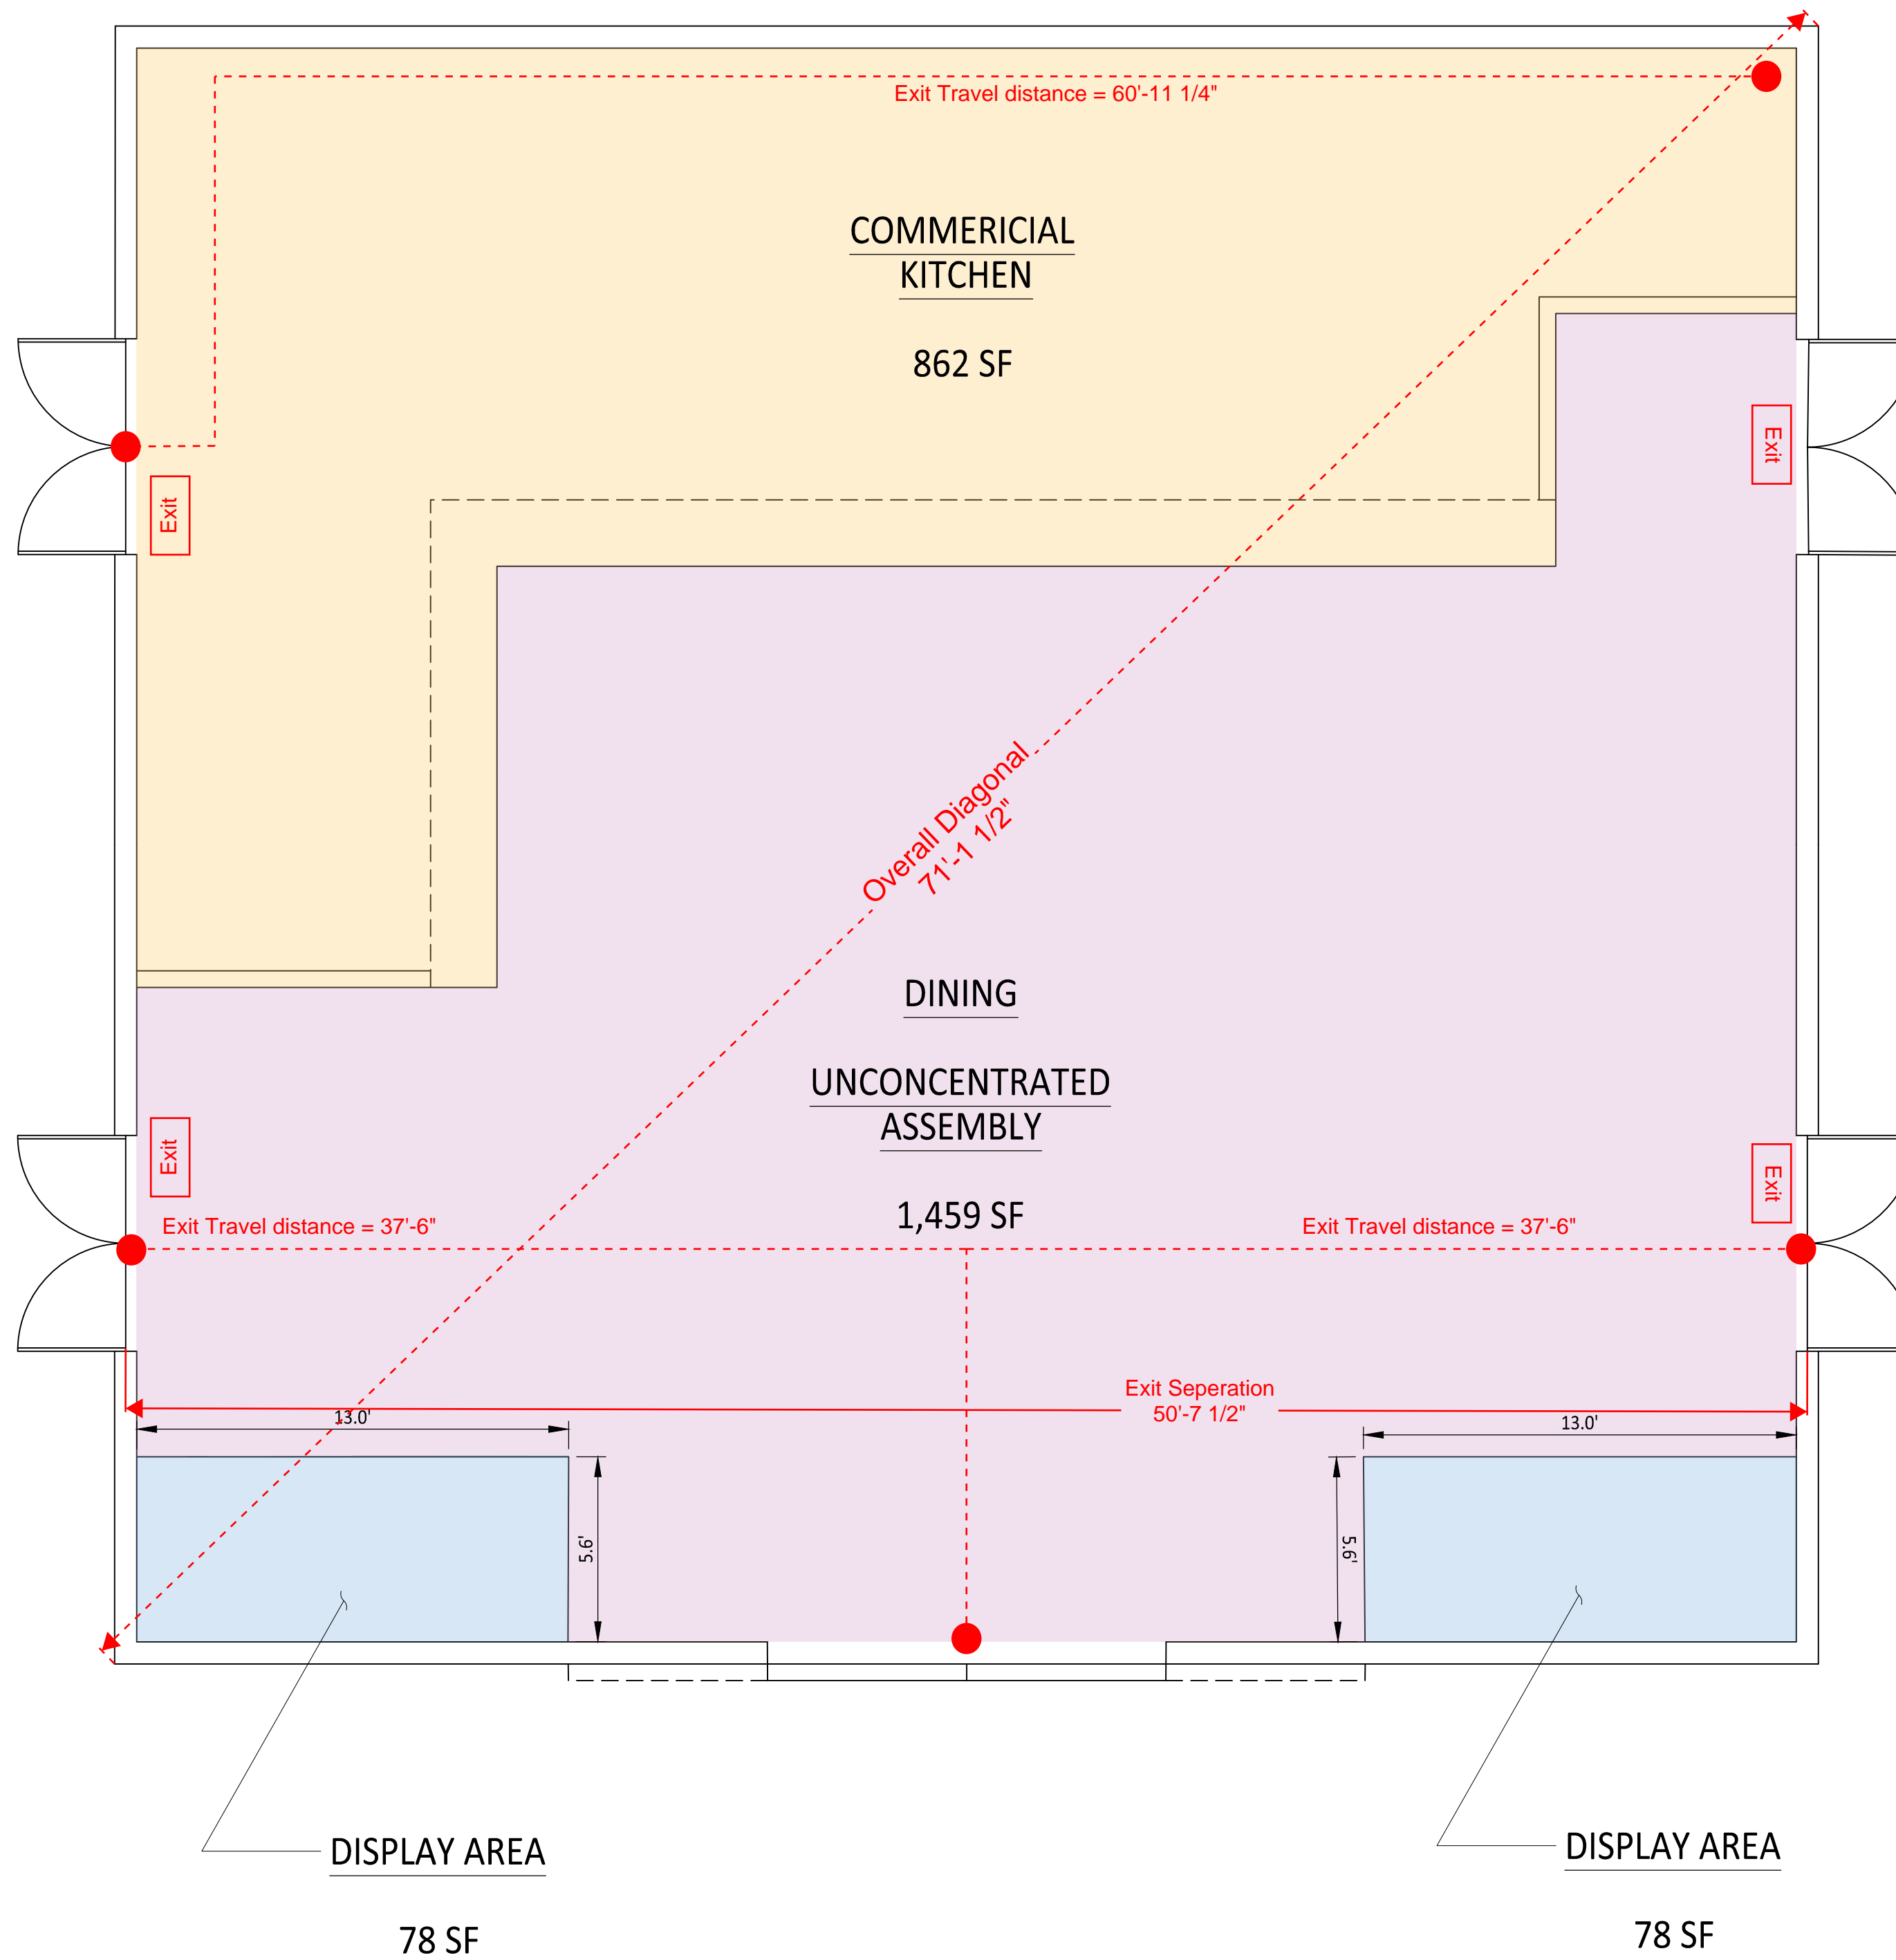 Exit Travel distance = 60'-11 1/4"
COMMERICIAL
KITCHEN
862 SF
Exit
Exit
Overall Diagonal
71'-1 1/2"
DINING
UNCONCENTRATED
ASSEMBLY
1,459 SF
Exit
Exit
Exit Travel distance = 37'-6"
Exit Travel distance = 37'-6"
Exit Seperation
50'-7 1/2"
13.0'
13.0'
5.6'
5.6'
DISPLAY AREA
78 SF
DISPLAY AREA
78 SF